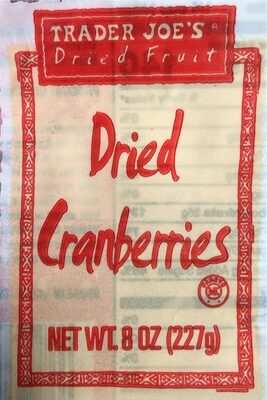 TRADER JOE'S®
Dried Fruit
Dried
Cranberries
NET WT. 8 OZ (227g)